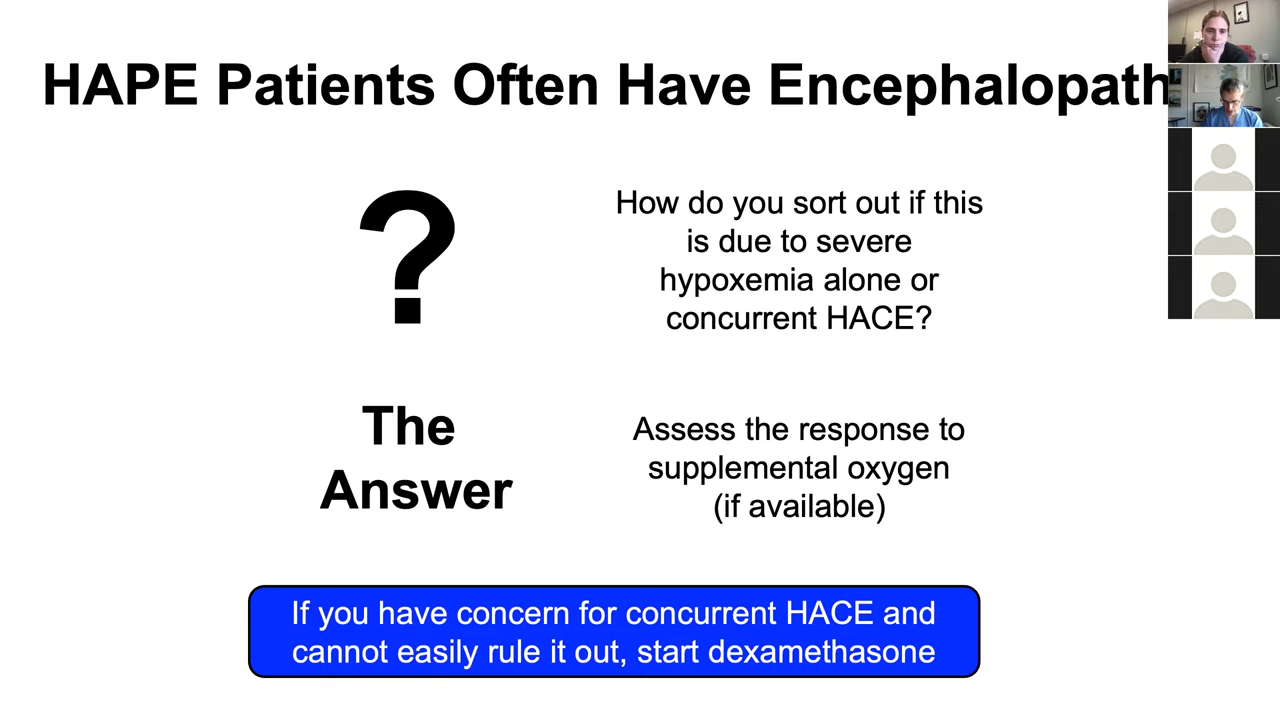 HAPE Patients Often Have Encephalopath
?
How do you sort out if this
is due to severe
hypoxemia alone or
concurrent HACE?
The
Answer
Assess the response to
supplemental oxygen
(if available)
If you have concern for concurrent HACE and
cannot easily rule it out, start dexamethasone